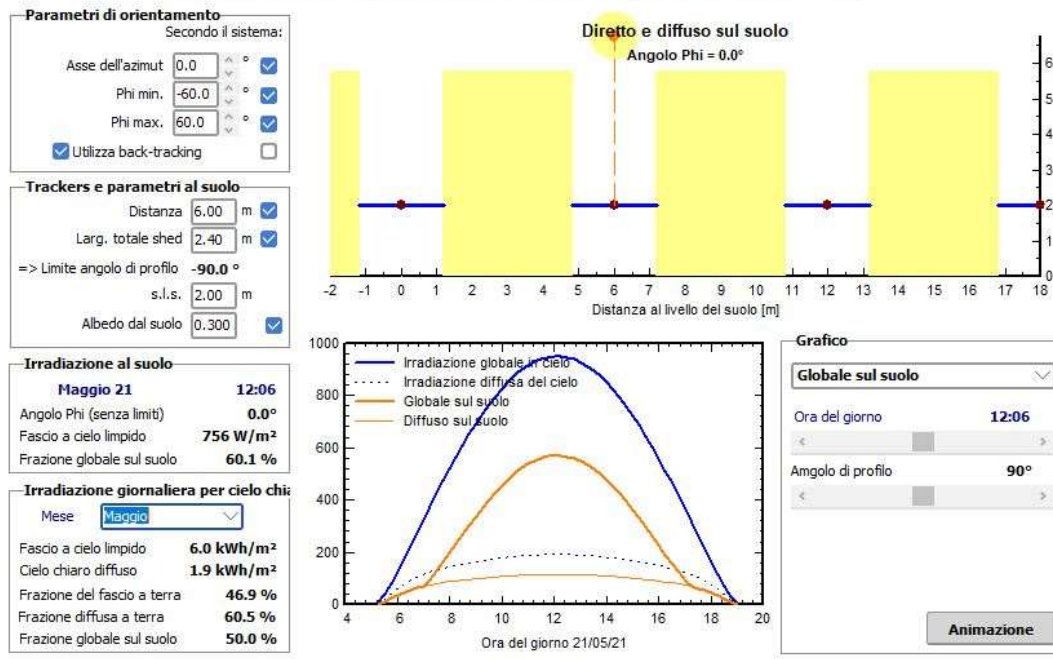 Parametri di orientamento
Secondo il sistema:
Asse dell'azimut 0.0 °
Phi min. -60.0 °
Phi max. 60.0 °
Utilizza back-tracking
Trackers e parametri al suolo
Distanza 6.00 m
Larg. totale shed 2.40 m
=> Limite angolo di profilo -90.0 °
s.l.s. 2.00 m
Albedo dal suolo 0.300
Irradiazione al suolo
Maggio 21 12:06
Angolo Phi (senza limiti) 0.0°
Fascio a cielo limpido 756 W/m²
Frazione globale sul suolo 60.1 %
Irradiazione giornaliera per cielo chia
Mese Maggio
Fascio a cielo limpido 6.0 kWh/m²
Cielo chiaro diffuso 1.9 kWh/m²
Frazione del fascio a terra 46.9 %
Frazione diffusa a terra 60.5 %
Frazione globale sul suolo 50.0 %
Diretto e diffuso sul suolo
Angolo Phi = 0.0°
6
5
4
3
2
1
0
-2 -1 0 1 2 3 4 5 6 7 8 9 10 11 12 13 14 15 16 17 18
Distanza al livello del suolo [m]
1000
800
600
400
200
0
Irradiazione globale in cielo
Irradiazione diffusa del cielo
Globale sul suolo
Diffuso sul suolo
4 6 8 10 12 14 16 18 20
Ora del giorno 21/05/21
Grafico
Globale sul suolo
Ora del giorno 12:06
Amgolo di profilo 90°
Animazione